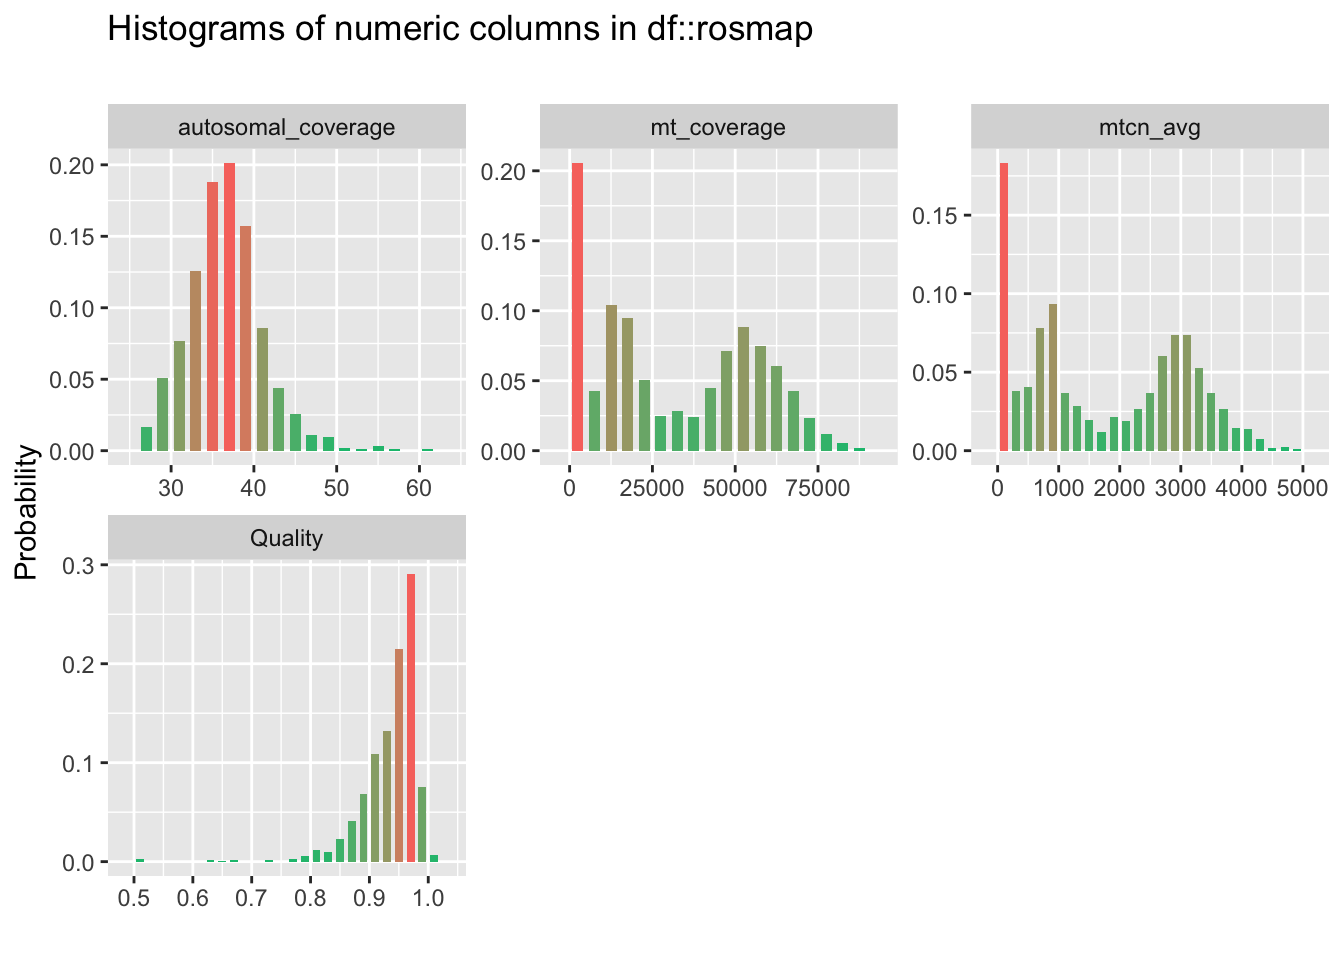 Histograms of numeric columns in df::rosmap
autosomal_coverage
mt_coverage
mtcn_avg
0.20
0.15
0.10
0.05
0.00
30 40 50 60
0.20
0.15
0.10
0.05
0.00
0 25000 50000 75000
0.15
0.10
0.05
0.00
0 1000 2000 3000 4000 5000
Probability
Quality
0.3
0.2
0.1
0.0
0.5 0.6 0.7 0.8 0.9 1.0